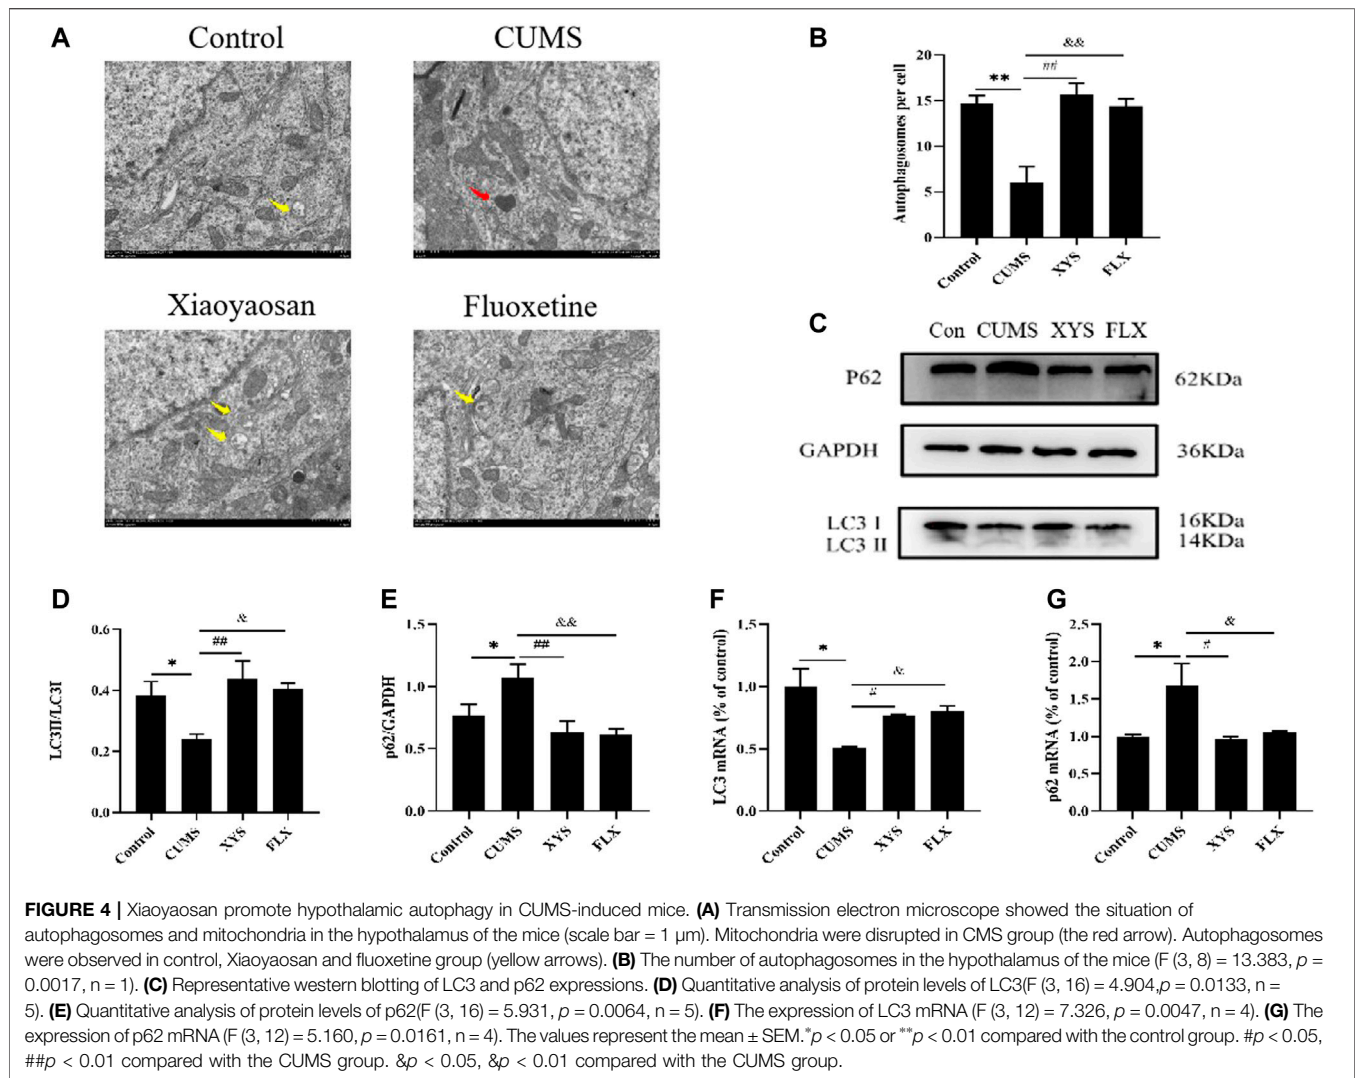 A
Control
CUMS
Xiaoyaosan
Fluoxetine
B
Autophagosomes per cell
20
15
10
5
0
**
##
&&
Control
CUMS
XYS
FLX
C
Con CUMS XYS FLX
P62
62KDa
GAPDH
36KDa
LC3 I
16KDa
LC3 II
14KDa
D
LC3II/LC3I
0.6
0.4
0.2
0.0
*
##
&
Control
CUMS
XYS
FLX
E
p62/GAPDH
1.5
1.0
0.5
0.0
*
##
&&
Control
CUMS
XYS
FLX
F
LC3 mRNA (% of control)
1.5
1.0
0.5
0.0
*
#
&
Control
CUMS
XYS
FLX
G
p62 mRNA (% of control)
2.5
2.0
1.5
1.0
0.5
0.0
*
#
&
Control
CUMS
XYS
FLX
FIGURE 4 | Xiaoyaosan promote hypothalamic autophagy in CUMS-induced mice. (A) Transmission electron microscope showed the situation of
autophagosomes and mitochondria in the hypothalamus of the mice (scale bar = 1 μm). Mitochondria were disrupted in CMS group (the red arrow). Autophagosomes
were observed in control, Xiaoyaosan and fluoxetine group (yellow arrows). (B) The number of autophagosomes in the hypothalamus of the mice (F (3, 8) = 13.383, p =
0.0017, n = 1). (C) Representative western blotting of LC3 and p62 expressions. (D) Quantitative analysis of protein levels of LC3(F (3, 16) = 4.904,p = 0.0133, n =
5). (E) Quantitative analysis of protein levels of p62(F (3, 16) = 5.931, p = 0.0064, n = 5). (F) The expression of LC3 mRNA (F (3, 12) = 7.326, p = 0.0047, n = 4). (G) The
expression of p62 mRNA (F (3, 12) = 5.160, p = 0.0161, n = 4). The values represent the mean ± SEM.*p < 0.05 or **p < 0.01 compared with the control group. #p < 0.05,
##p < 0.01 compared with the CUMS group. &p < 0.05, &p < 0.01 compared with the CUMS group.